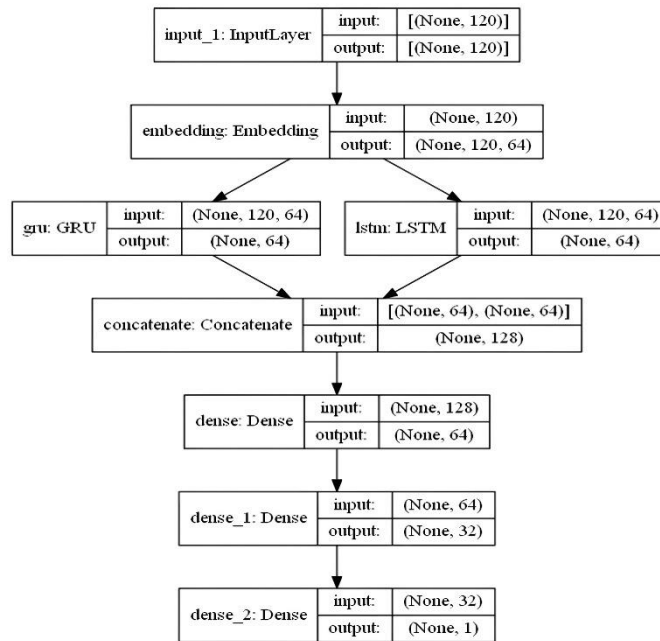 input_1: InputLayer input: [(None, 120)]
output: [(None, 120)]
embedding: Embedding input: (None, 120)
output: (None, 120, 64)
gru: GRU input: (None, 120, 64)
output: (None, 64)
lstm: LSTM input: (None, 120, 64)
output: (None, 64)
concatenate: Concatenate input: [(None, 64), (None, 64)]
output: (None, 128)
dense: Dense input: (None, 128)
output: (None, 64)
dense_1: Dense input: (None, 64)
output: (None, 32)
dense_2: Dense input: (None, 32)
output: (None, 1)